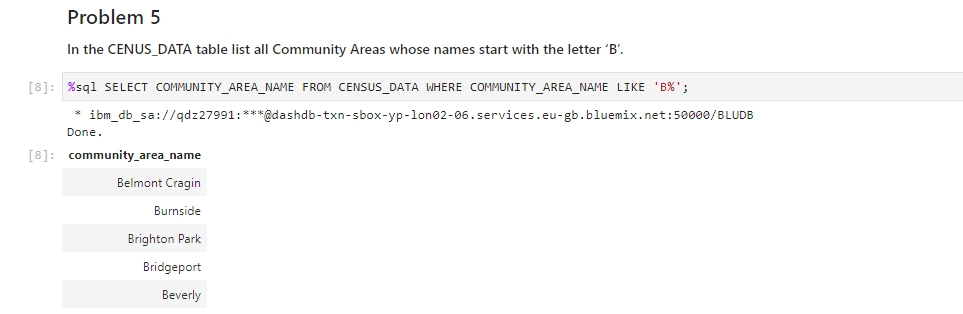 Problem 5
In the CENUS_DATA table list all Community Areas whose names start with the letter ‘B’.
[8]: %sql SELECT COMMUNITY_AREA_NAME FROM CENSUS_DATA WHERE COMMUNITY_AREA_NAME LIKE 'B%';
* ibm_db_sa://qdz27991:***@dashdb-txn-sbox-yp-lon02-06.services.eu-gb.bluemix.net:50000/BLUDB
Done.
[8]: community_area_name
Belmont Cragin
Burnside
Brighton Park
Bridgeport
Beverly